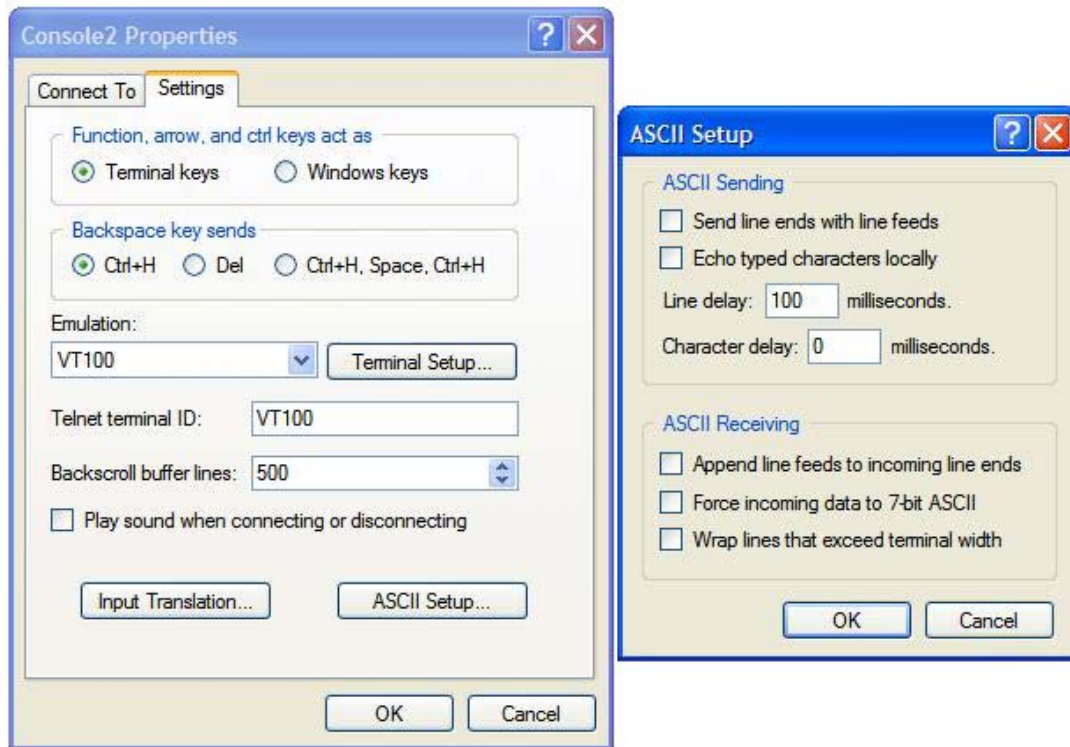 Console2 Properties
Connect To Settings
Function, arrow, and ctrl keys act as
Terminal keys Windows keys
Backspace key sends
Ctrl+H Del Ctrl+H, Space, Ctrl+H
Emulation:
VT100 Terminal Setup...
Telnet terminal ID: VT100
Backscroll buffer lines: 500
Play sound when connecting or disconnecting
Input Translation... ASCII Setup...
OK Cancel
ASCII Setup
ASCII Sending
Send line ends with line feeds
Echo typed characters locally
Line delay: 100 milliseconds.
Character delay: 0 milliseconds.
ASCII Receiving
Append line feeds to incoming line ends
Force incoming data to 7-bit ASCII
Wrap lines that exceed terminal width
OK Cancel